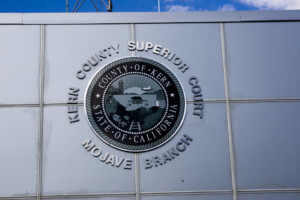 KERN COUNTY SUPERIOR COURT
COUNTY OF KERN
STATE OF CALIFORNIA
MOJAVE BRANCH